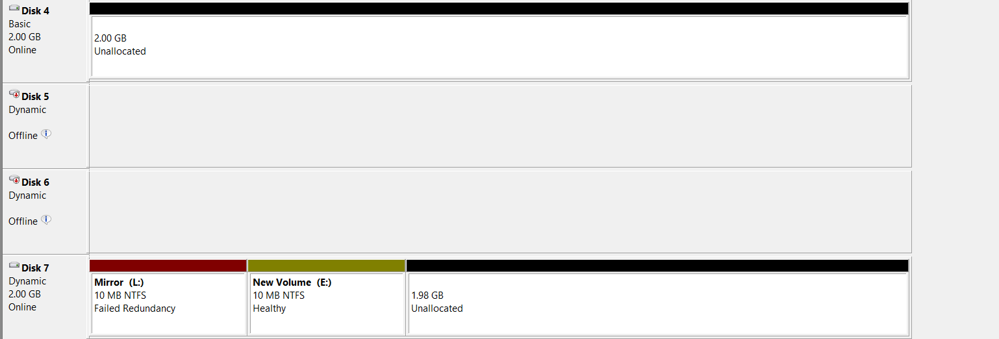 Disk 4
Basic
2.00 GB
Online
2.00 GB
Unallocated
Disk 5
Dynamic
Offline
Disk 6
Dynamic
Offline
Disk 7
Dynamic
2.00 GB
Online
Mirror (L:)
10 MB NTFS
Failed Redundancy
New Volume (E:)
10 MB NTFS
Healthy
1.98 GB
Unallocated